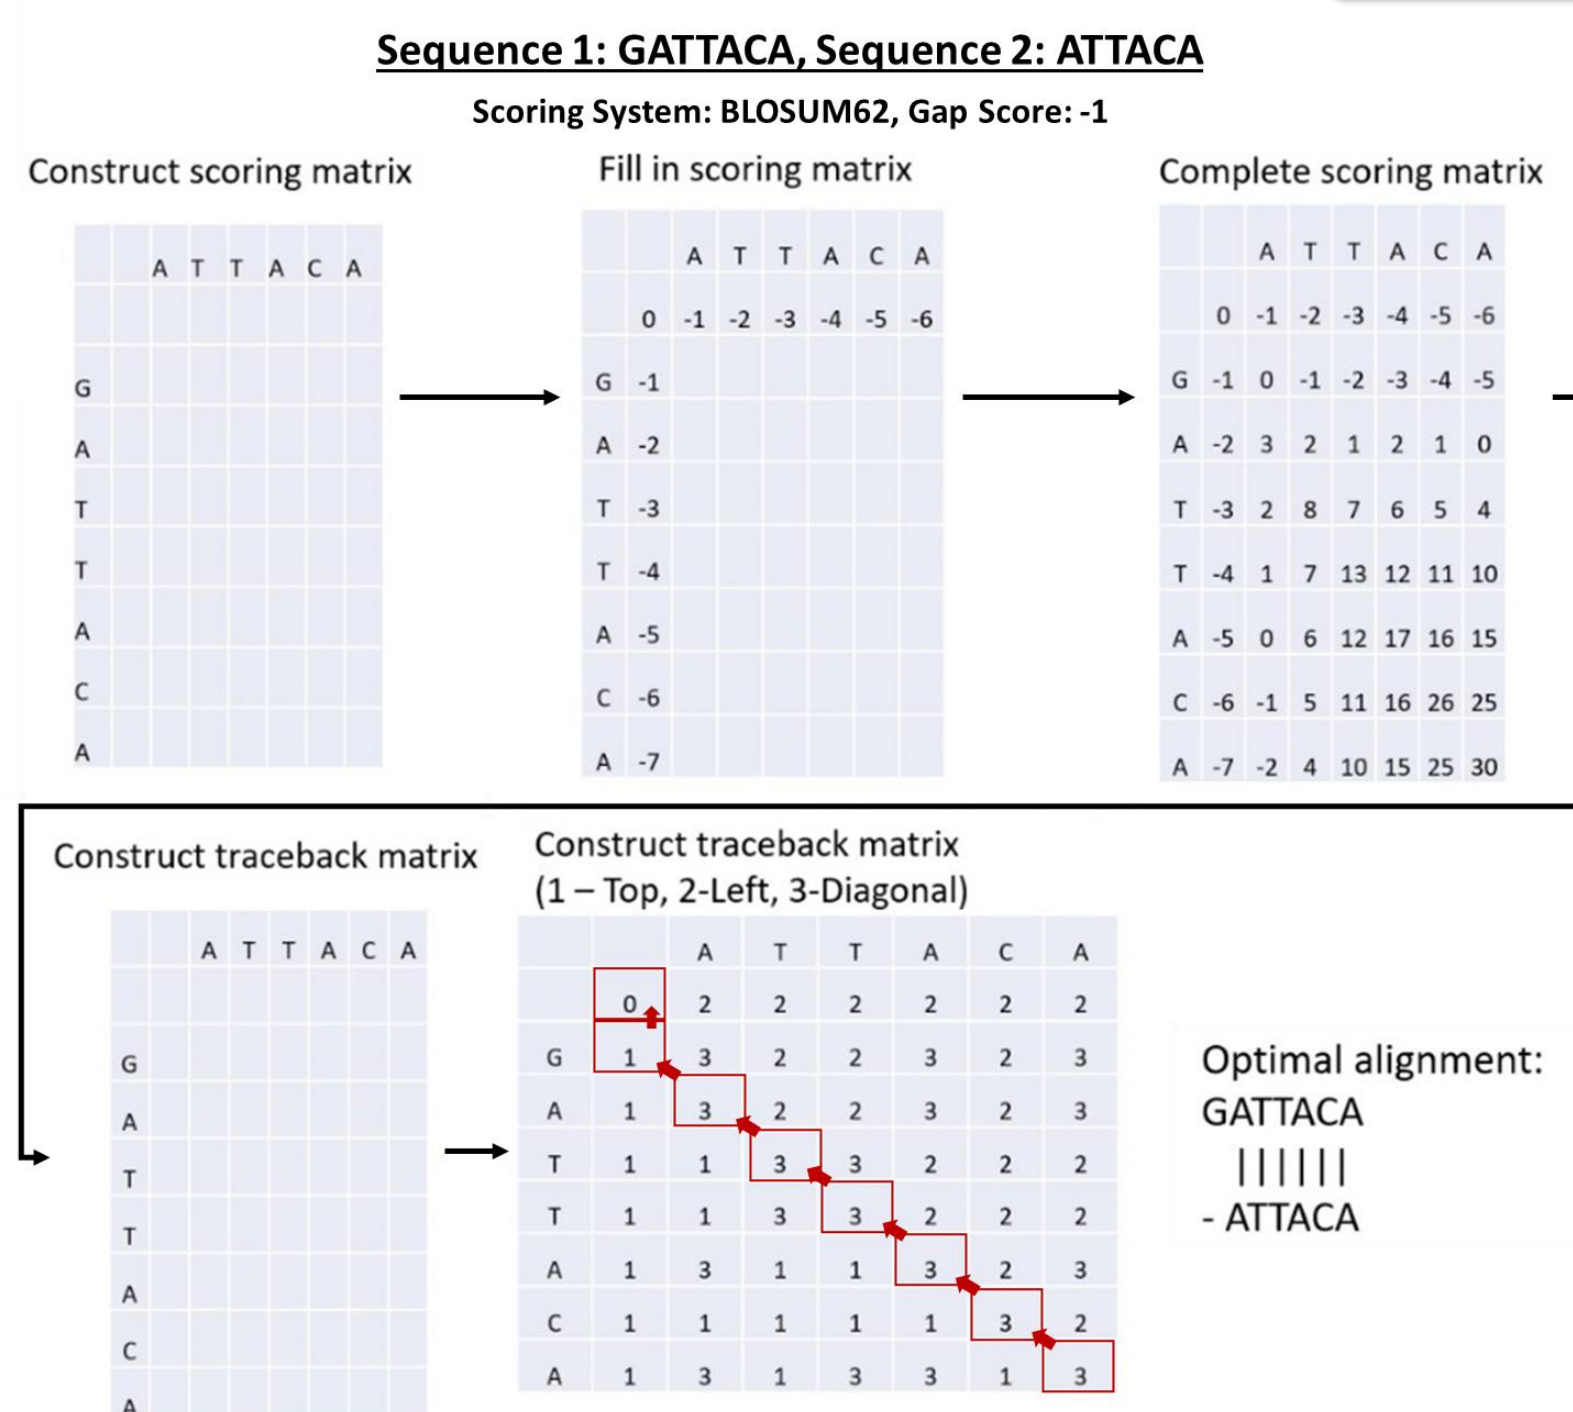 Sequence 1: GATTACA, Sequence 2: ATTACA
Scoring System: BLOSUM62, Gap Score: -1
Construct scoring matrix
A T T A C A
G
A
T
T
A
C
A
Fill in scoring matrix
A T T A C A
0 -1 -2 -3 -4 -5 -6
G -1
A -2
T -3
T -4
A -5
C -6
A -7
Complete scoring matrix
A T T A C A
0 -1 -2 -3 -4 -5 -6
G -1 0 -1 -2 -3 -4 -5
A -2 3 2 1 2 1 0
T -3 2 8 7 6 5 4
T -4 1 7 13 12 11 10
A -5 0 6 12 17 16 15
C -6 -1 5 11 16 26 25
A -7 -2 4 10 15 25 30
Construct traceback matrix
A T T A C A
G
A
T
T
A
C
A
Construct traceback matrix
(1 – Top, 2-Left, 3-Diagonal)
A T T A C A
0 2 2 2 2 2 2
G 1 3 2 2 3 2 3
A 1 3 2 2 3 2 3
T 1 1 3 3 2 2 2
T 1 1 3 3 2 2 2
A 1 3 1 1 3 2 3
C 1 1 1 1 1 3 2
A 1 3 1 3 3 1 3
Optimal alignment:
GATTACA
||||||
- ATTACA